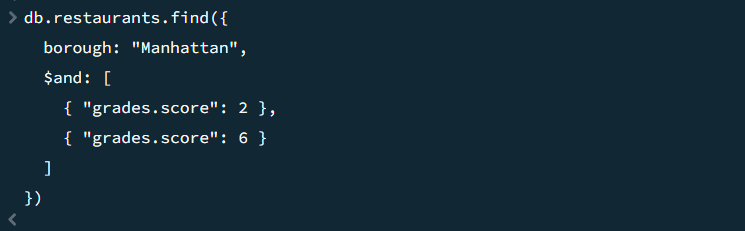 > db.restaurants.find({
borough: "Manhattan",
$and: [
{ "grades.score": 2 },
{ "grades.score": 6 }
]
})
<